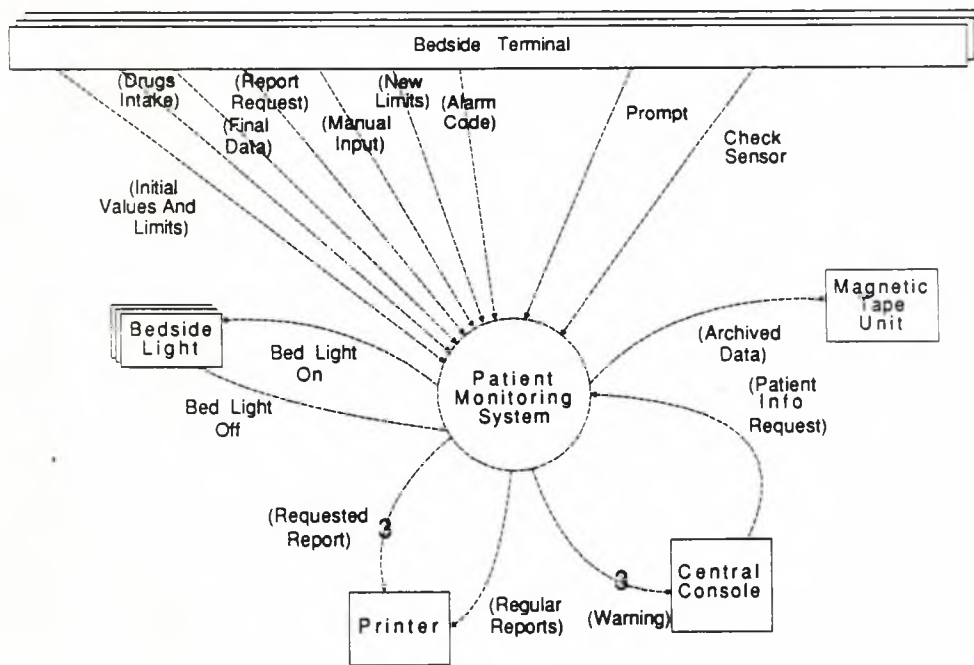 Bedside Terminal
(Drugs
Intake)
(Report
Request)
(Final
Data)
(Manual
Input)
(New
Limits)
(Alarm
Code)
Prompt
Check
Sensor
(Initial
Values And
Limits)
Magnetic
Tape
Unit
Bedside
Light
Bed Light
On
Bed Light
Off
Patient
Monitoring
System
(Archived
Data)
(Patient
Info
Request)
(Requested
Report)
3
3
Printer
(Regular
Reports)
(Warning)
Central
Console